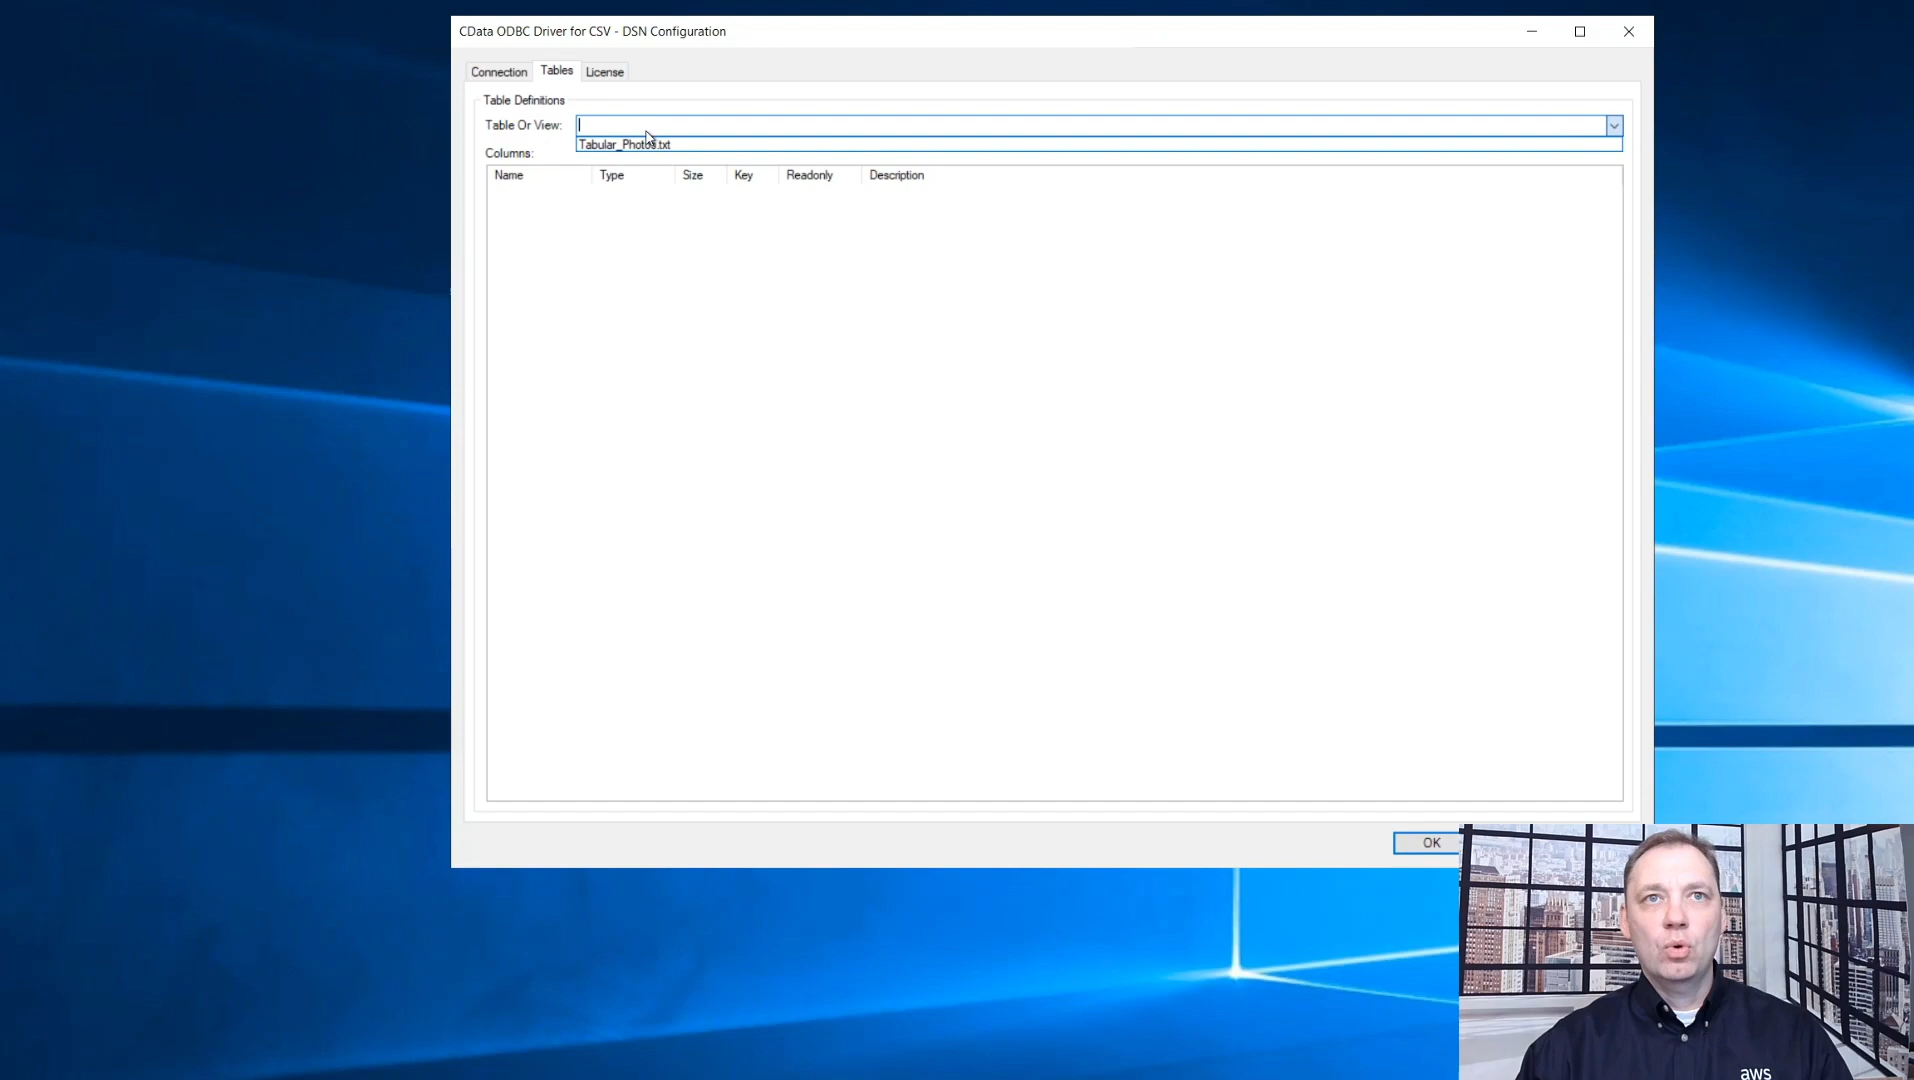 CData ODBC Driver for CSV - DSN Configuration
Connection Tables License
Table Definitions
Table Or View:
Tabular_Photos.txt
Columns:
Name Type Size Key Readonly Description
OK
aws